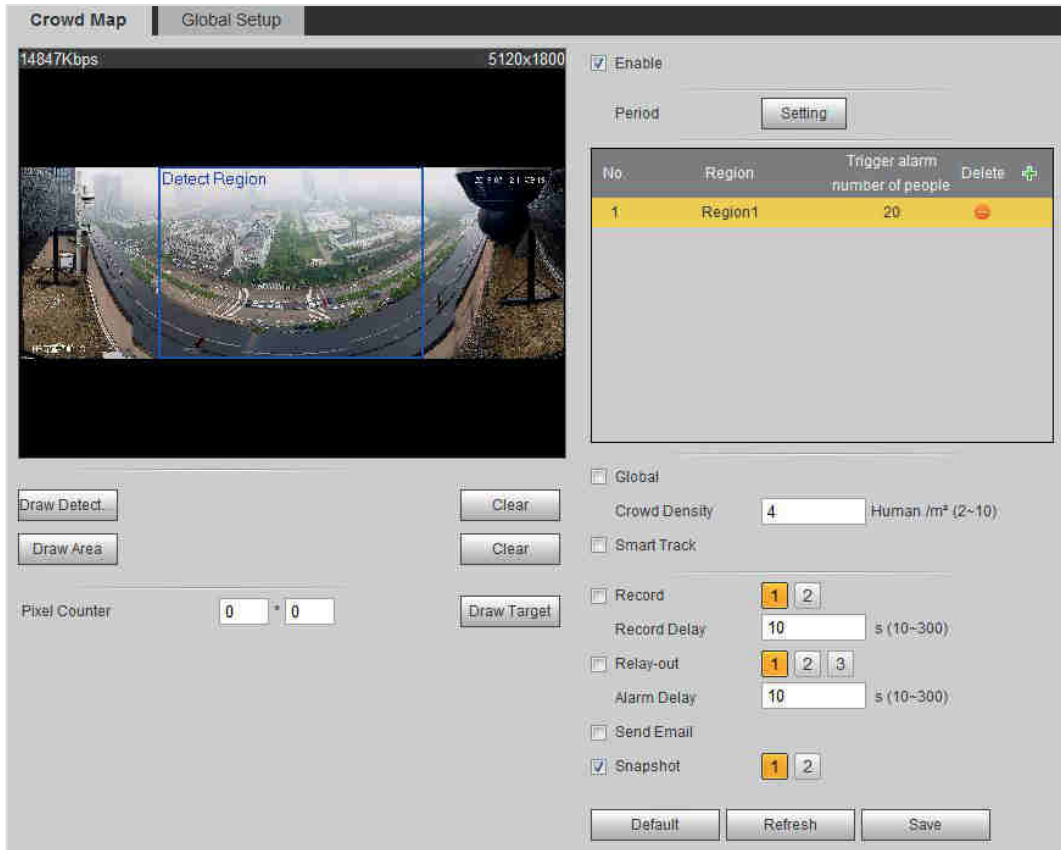 Crowd Map
Global Setup
14847Kbps 5120x1800
Detect Region
Draw Detect.
Clear
Draw Area
Clear
Pixel Counter 0 * 0 Draw Target
Enable
Period Setting
No. Region Trigger alarm number of people Delete
1 Region1 20
Global
Crowd Density 4 Human /m² (2~10)
Smart Track
Record 1 2
Record Delay 10 s (10~300)
Relay-out 1 2 3
Alarm Delay 10 s (10~300)
Send Email
Snapshot 1 2
Default Refresh Save